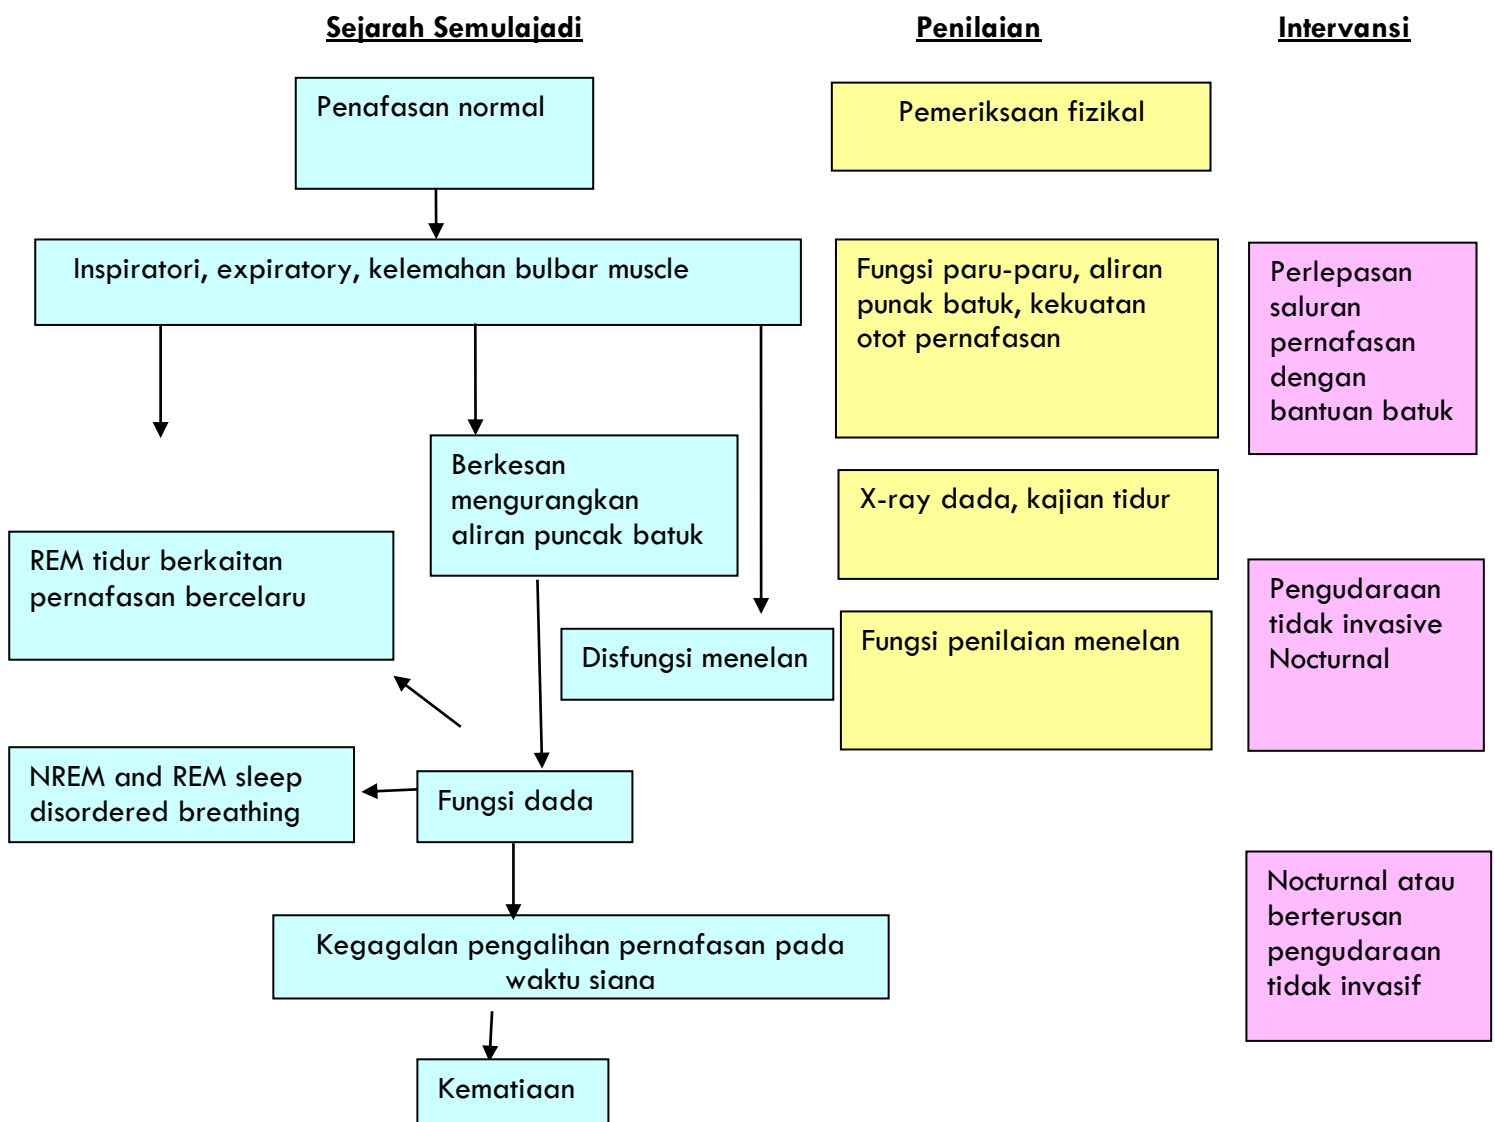 Sejarah Semulajadi
Penilaian
Intervansi
Penafasan normal
Pemeriksaan fizikal
Inspiratori, expiratory, kelemahan bulbar muscle
Fungsi paru-paru, aliran
punak batuk, kekuatan
otot pernafasan
Perlepasan
saluran
pernafasan
dengan
bantuan batuk
Berkesan
mengurangkan
aliran puncak batuk
X-ray dada, kajian tidur
REM tidur berkaitan
pernafasan bercelaru
Pengudaraan
tidak invasive
Nocturnal
Disfungsi menelan
Fungsi penilaian menelan
NREM and REM sleep
disordered breathing
Fungsi dada
Nocturnal atau
berterusan
pengudaraan
tidak invasif
Kegagalan pengalihan pernafasan pada
waktu siana
Kematiaan